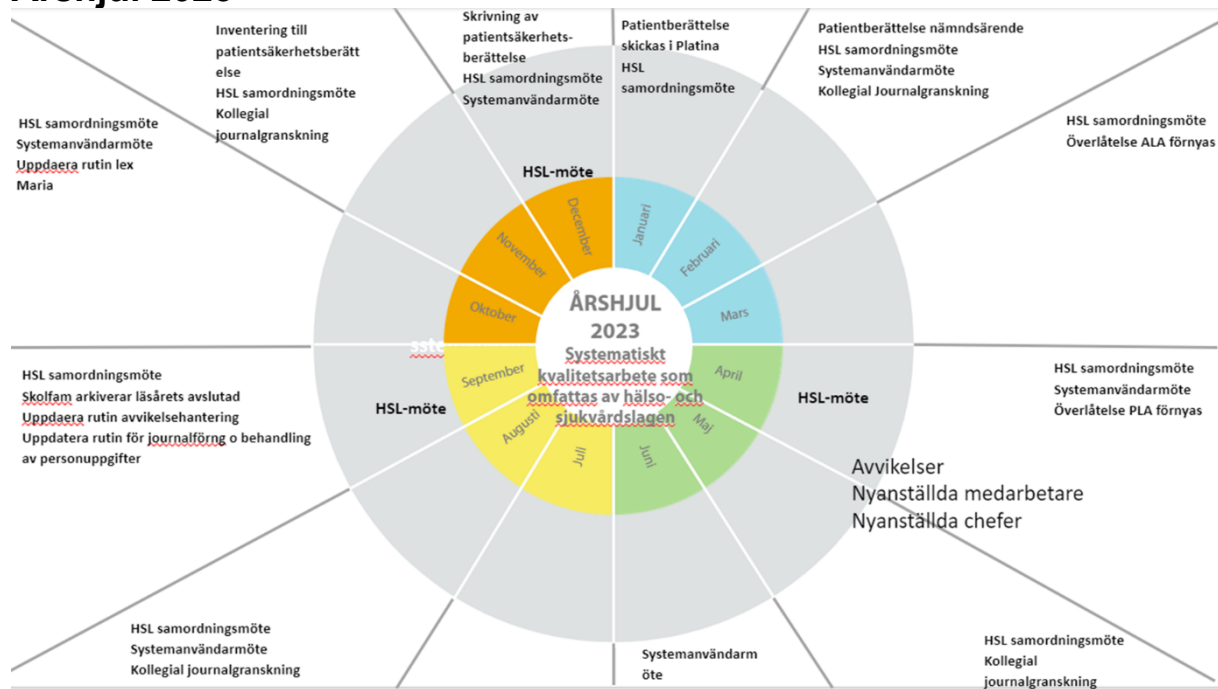 Inventering till
patientsäkerhetsberätt
else
HSL samordningsmöte
Kollegial
journalgranskning
Skrivning av
patientsäkerhets-
berättelse
HSL samordningsmöte
Systemanvändarmöte
Patientberättelse
skickas i Platina
HSL
samordningsmöte
Patientberättelse nämndsärende
HSL samordningsmöte
Systemanvändarmöte
Kollegial Journalgranskning
HSL samordningsmöte
Systemanvändarmöte
Uppdaera rutin lex
Maria
HSL samordningsmöte
Överlåtelse ALA förnyas
HSL-möte
December
Januari
November
Februari
Oktober
Mars
ÅRSHJUL
2023
Systematiskt
kvalitetsarbete som
omfattas av hälso- och
sjukvårdslagen
sste
September
April
Augusti
Maj
Juli
Juni
HSL-möte
HSL-möte
HSL samordningsmöte
Skolfam arkiverar läsårets avslutad
Uppdaera rutin avvikelsehantering
Uppdatera rutin för journalförng o behandling
av personuppgifter
HSL samordningsmöte
Systemanvändarmöte
Överlåtelse PLA förnyas
Avvikelser
Nyanställda medarbetare
Nyanställda chefer
HSL samordningsmöte
Systemanvändarmöte
Kollegial journalgranskning
Systemanvändarm
öte
HSL samordningsmöte
Kollegial
journalgranskning